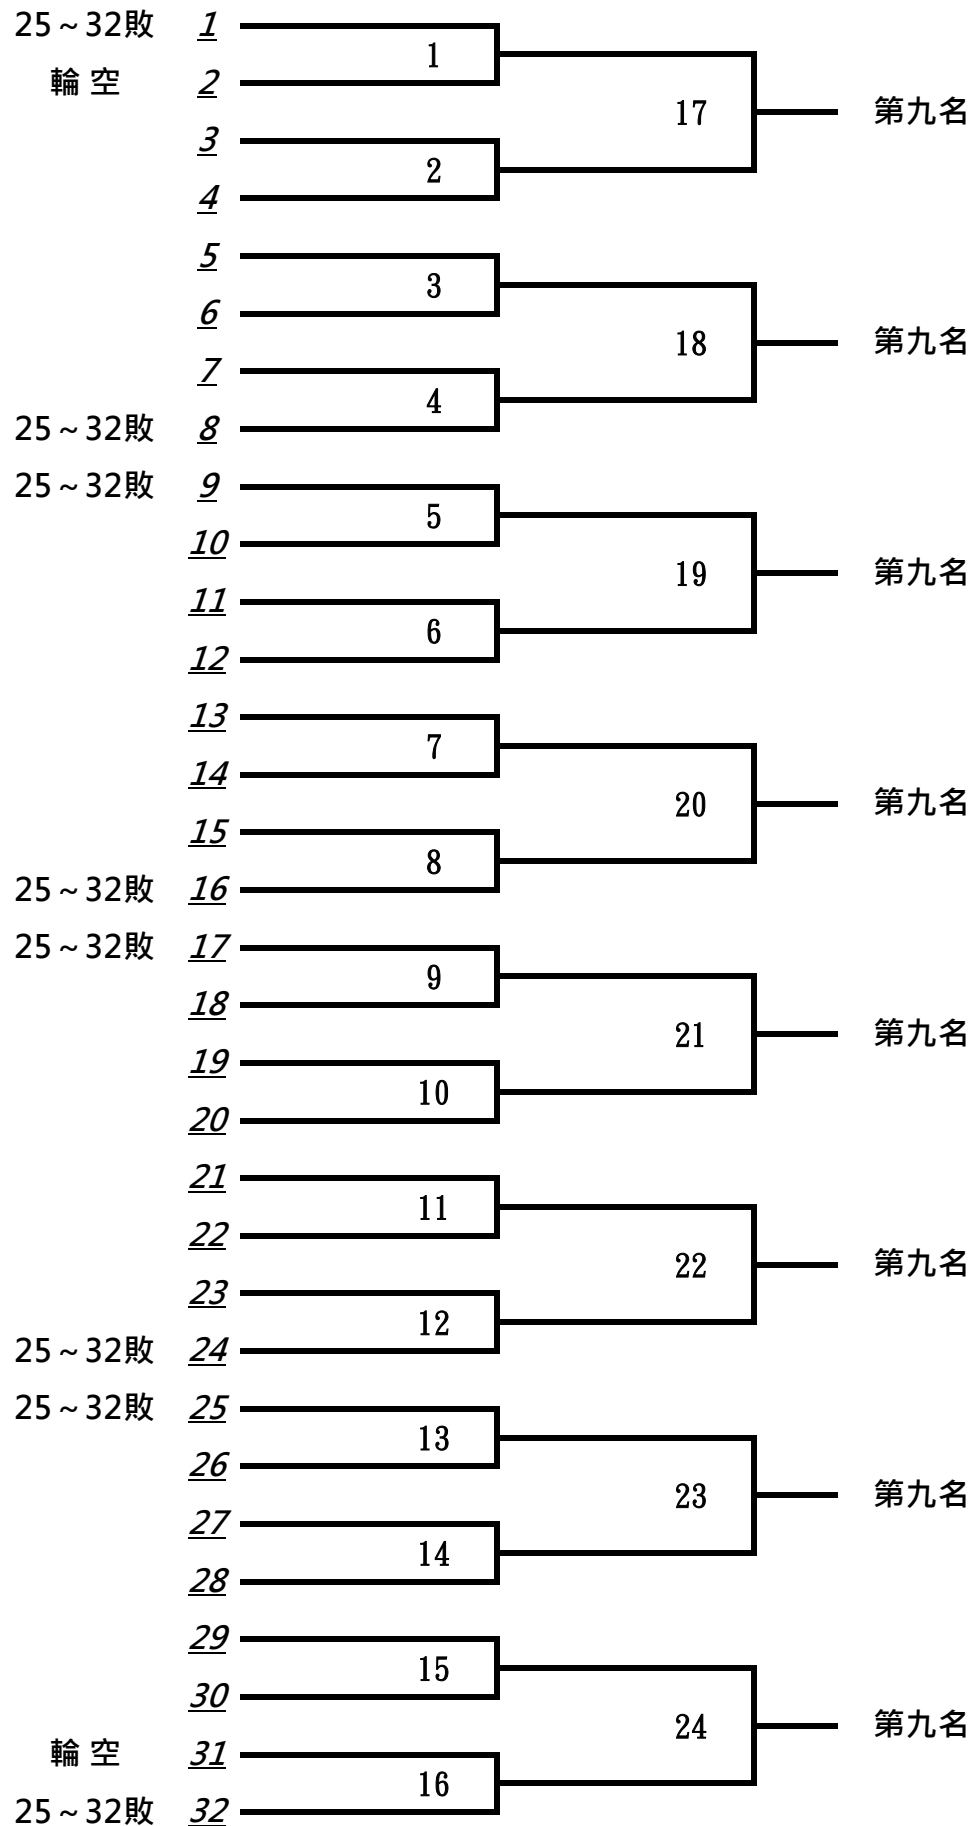 25～32敗 1
1
輪 空 2
17 第九名
3
2
4
5
3
6
18 第九名
7
4
25～32敗 8
25～32敗 9
5
10
19 第九名
11
6
12
13
7
14
20 第九名
15
8
25～32敗 16
25～32敗 17
9
18
21 第九名
19
10
20
21
11
22
22 第九名
23
12
25～32敗 24
25～32敗 25
13
26
23 第九名
27
14
28
29
15
30
24 第九名
輪 空 31
16
25～32敗 32